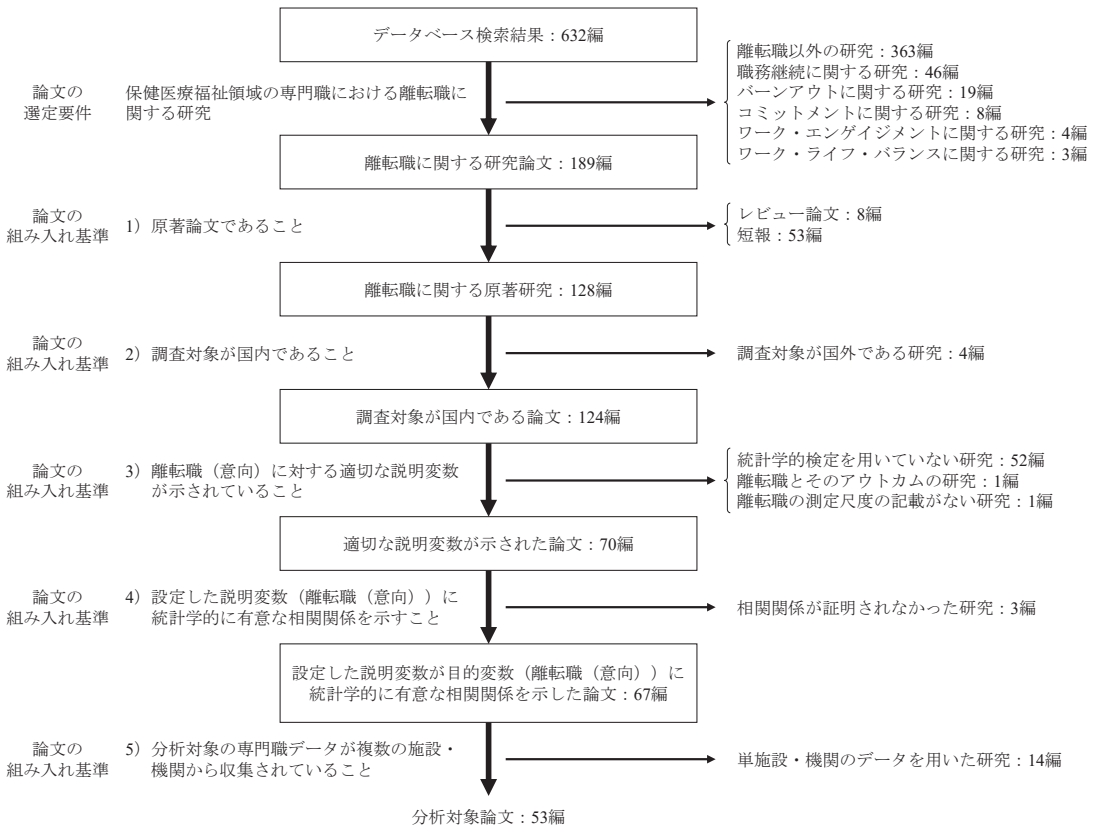 データベース検索結果：632編
論文の
選定要件
保健医療福祉領域の専門職における離転職に
関する研究
離転職以外の研究：363編
職務継続に関する研究：46編
バーンアウトに関する研究：19編
コミットメントに関する研究：8編
ワーク・エンゲイジメントに関する研究：4編
ワーク・ライフ・バランスに関する研究：3編
離転職に関する研究論文：189編
論文の
組み入れ基準
1）原著論文であること
レビュー論文：8編
短報：53編
離転職に関する原著研究：128編
論文の
組み入れ基準
2）調査対象が国内であること
調査対象が国外である研究：4編
調査対象が国内である論文：124編
論文の
組み入れ基準
3）離転職（意向）に対する適切な説明変数
が示されていること
統計学的検定を用いていない研究：52編
離転職とそのアウトカムの研究：1編
離転職の測定尺度の記載がない研究：1編
適切な説明変数が示された論文：70編
論文の
組み入れ基準
4）設定した説明変数（離転職（意向））に
統計学的に有意な相関関係を示すこと
相関関係が証明されなかった研究：3編
設定した説明変数が目的変数（離転職（意向））に
統計学的に有意な相関関係を示した論文：67編
論文の
組み入れ基準
5）分析対象の専門職データが複数の施設・
機関から収集されていること
単施設・機関のデータを用いた研究：14編
分析対象論文：53編